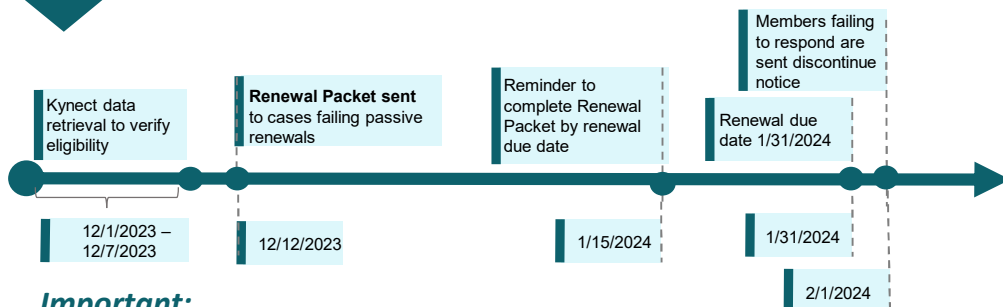 Kynect data
retrieval to verify
eligibility
Renewal Packet sent
to cases failing passive
renewals
Reminder to
complete Renewal
Packet by renewal
due date
Renewal due
date 1/31/2024
Members failing
to respond are
sent discontinue
notice
12/1/2023 –
12/7/2023
12/12/2023
1/15/2024
1/31/2024
2/1/2024
Important: